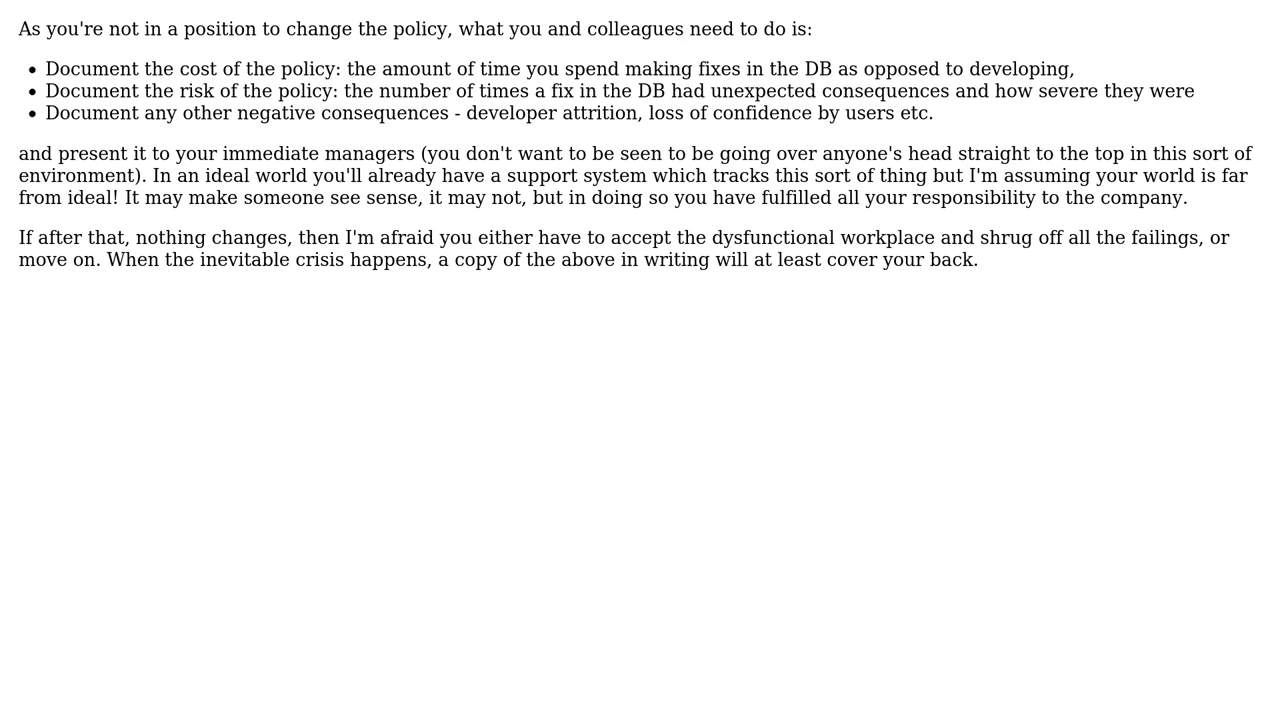 As you're not in a position to change the policy, what you and colleagues need to do is:
• Document the cost of the policy: the amount of time you spend making fixes in the DB as opposed to developing,
• Document the risk of the policy: the number of times a fix in the DB had unexpected consequences and how severe they were
• Document any other negative consequences - developer attrition, loss of confidence by users etc.
and present it to your immediate managers (you don't want to be seen to be going over anyone's head straight to the top in this sort of
environment). In an ideal world you'll already have a support system which tracks this sort of thing but I'm assuming your world is far
from ideal! It may make someone see sense, it may not, but in doing so you have fulfilled all your responsibility to the company.
If after that, nothing changes, then I'm afraid you either have to accept the dysfunctional workplace and shrug off all the failings, or
move on. When the inevitable crisis happens, a copy of the above in writing will at least cover your back.